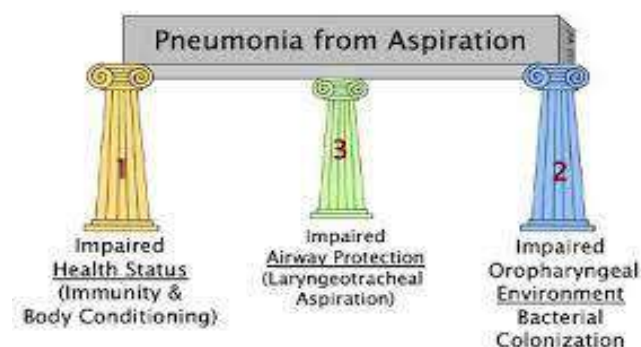 Pneumonia from Aspiration
1
Impaired
Health Status
(Immunity &
Body Conditioning)
3
Impaired
Airway Protection
(Laryngeotracheal
Aspiration)
2
Impaired
Oropharyngeal
Environment
Bacterial
Colonization